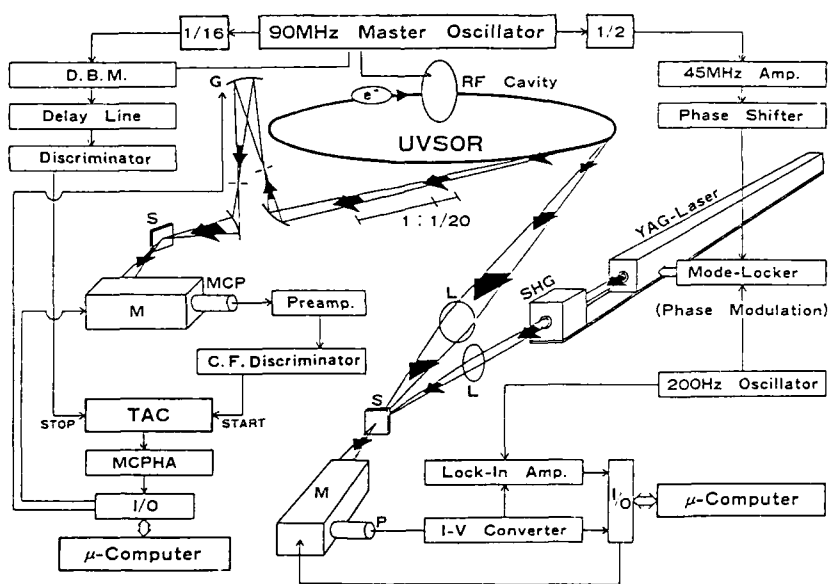 1/16
90MHz Master Oscillator
1/2
D.B.M.
G
RF Cavity
45MHz Amp.
e⁻
Delay Line
UVSOR
Phase Shifter
Discriminator
1 : 1/20
YAG-Laser
S
MCP
M
Preamp.
SHG
Mode-Locker
(Phase Modulation)
L
C.F. Discriminator
L
200Hz Oscillator
S
STOP
TAC
START
MCPHA
M
Lock-In Amp.
I/O
P
I-V Converter
I/O
μ-Computer
μ-Computer